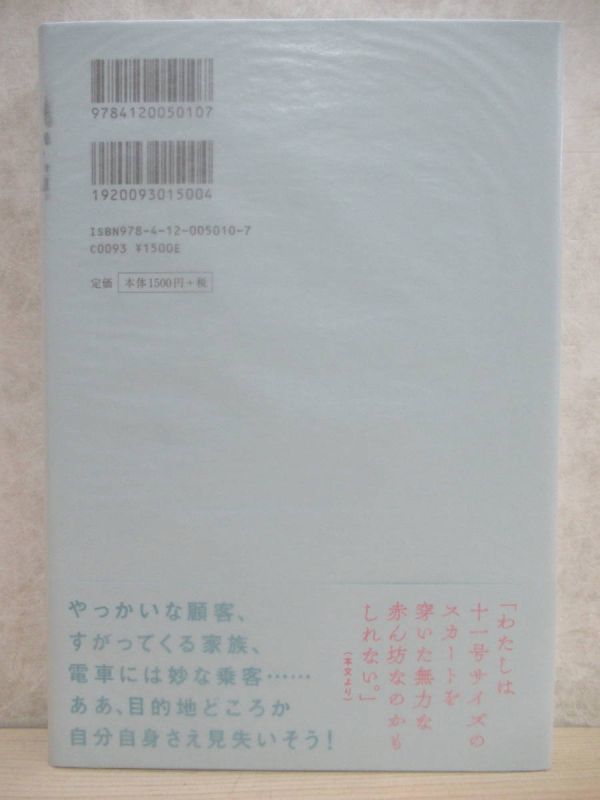 9784120050107
1920093015004
ISBN978-4-12-005010-7
C0093 ¥1500E
定価 本体1500円+税
「わたしは
十一号サイズの
スカートを
穿いた無力な
赤ん坊なのかも
しれない。」
(本文より)
やっかいな顧客、
すがってくる家族、
電車には妙な乗客……
ああ、目的地どころか
自分自身さえ見失いそう!